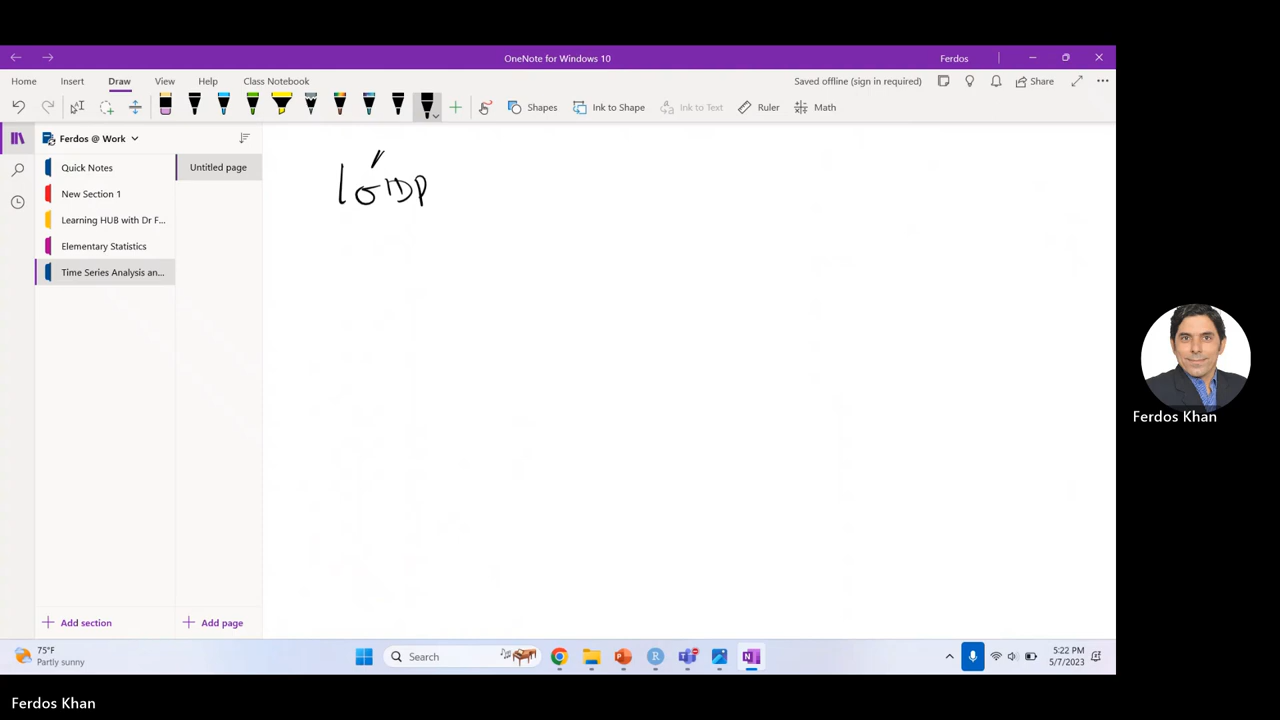 OneNote for Windows 10
Ferdos
Home
Insert
Draw
View
Help
Class Notebook
Saved offline (sign in required)
Share
Shapes
Ink to Shape
Ink to Text
Ruler
Math
Ferdos @ Work
Quick Notes
New Section 1
Learning HUB with Dr F...
Elementary Statistics
Time Series Analysis an...
Untitled page
Add section
Add page
Ferdos Khan
75°F
Partly sunny
Search
5:22 PM
5/7/2023
Ferdos Khan